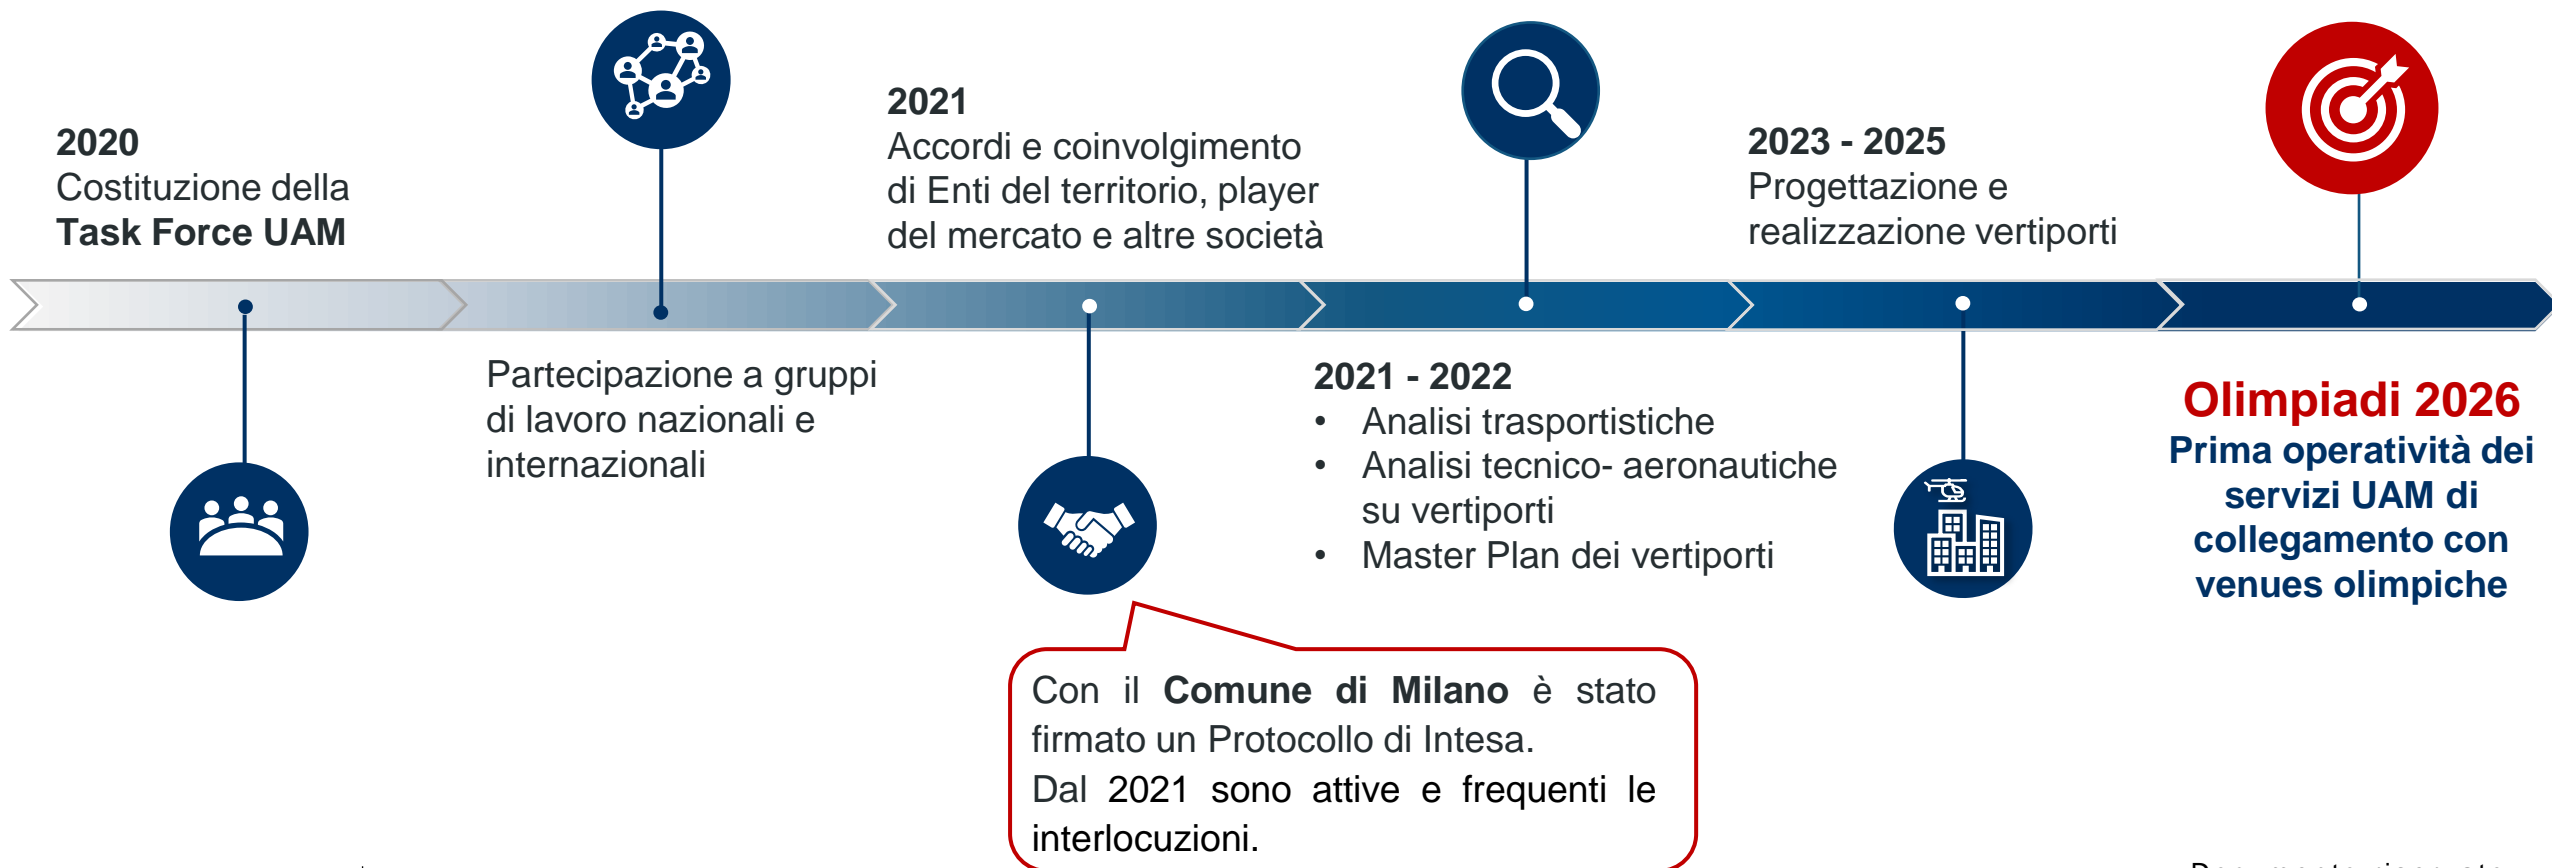 2020
Costituzione della
Task Force UAM
Partecipazione a gruppi
di lavoro nazionali e
internazionali
2021
Accordi e coinvolgimento
di Enti del territorio, player
del mercato e altre società
Con il Comune di Milano è stato
firmato un Protocollo di Intesa.
Dal 2021 sono attive e frequenti le
interlocuzioni.
2021 - 2022
• Analisi trasportistiche
• Analisi tecnico- aeronautiche
su vertiporti
• Master Plan dei vertiporti
2023 - 2025
Progettazione e
realizzazione vertiporti
Olimpiadi 2026
Prima operatività dei
servizi UAM di
collegamento con
venues olimpiche